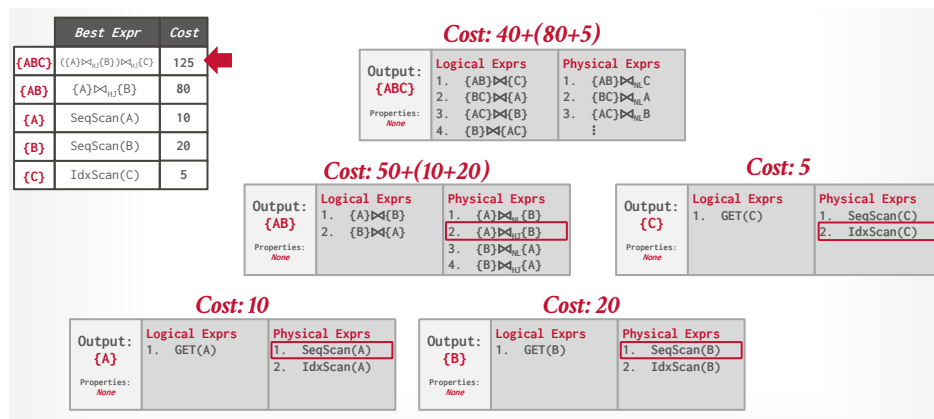 Best Expr Cost
{ABC} (({A}⋈HJ{B})⋈HJ{C} 125
{AB} {A}⋈HJ{B} 80
{A} SeqScan(A) 10
{B} SeqScan(B) 20
{C} IdxScan(C) 5
Cost: 40+(80+5)
Output:
{ABC}
Properties:
None
Logical Exprs
1. {AB}⋈{C}
2. {BC}⋈{A}
3. {AC}⋈{B}
4. {B}⋈{AC}
Physical Exprs
1. {AB}⋈NLC
2. {BC}⋈NLA
3. {AC}⋈NLB
⋮
Cost: 50+(10+20)
Output:
{AB}
Properties:
None
Logical Exprs
1. {A}⋈{B}
2. {B}⋈{A}
Physical Exprs
1. {A}⋈NL{B}
2. {A}⋈HJ{B}
3. {B}⋈NL{A}
4. {B}⋈HJ{A}
Cost: 5
Output:
{C}
Properties:
None
Logical Exprs
1. GET(C)
Physical Exprs
1. SeqScan(C)
2. IdxScan(C)
Cost: 10
Output:
{A}
Properties:
None
Logical Exprs
1. GET(A)
Physical Exprs
1. SeqScan(A)
2. IdxScan(A)
Cost: 20
Output:
{B}
Properties:
None
Logical Exprs
1. GET(B)
Physical Exprs
1. SeqScan(B)
2. IdxScan(B)